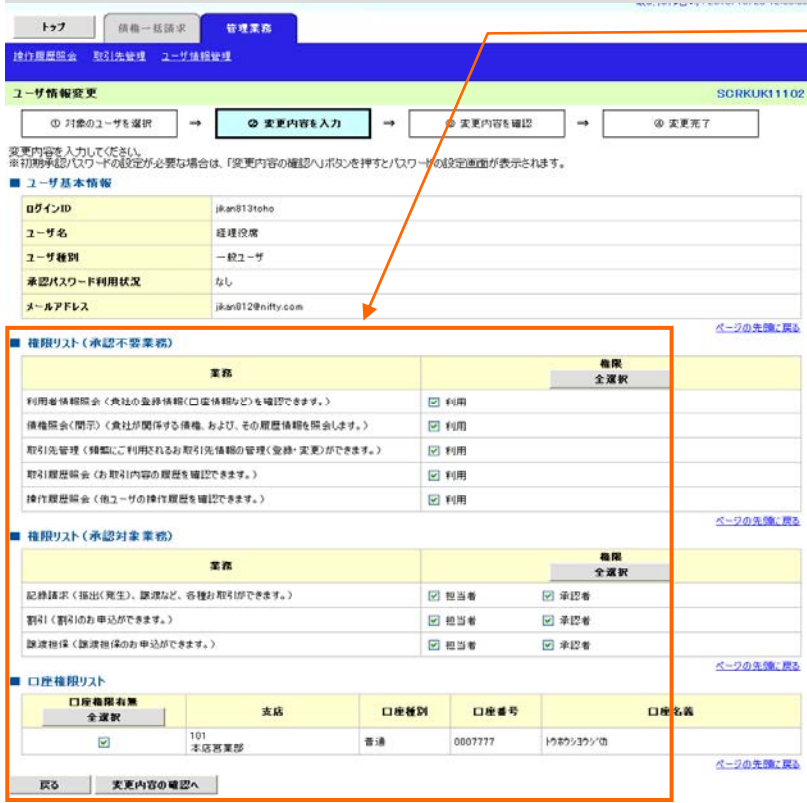 トップ 債権一括請求 管理業務
操作履歴照会 取引先管理 ユーザ情報管理
ユーザ情報変更 SCRKUK11102
① 対象のユーザを選択 ⇒ ② 変更内容を入力 ⇒ ③ 変更内容を確認 ⇒ ④ 変更完了
変更内容を入力してください。
※初期承認パスワードの設定が必要な場合は、「変更内容の確認へ」ボタンを押すとパスワードの設定画面が表示されます。
■ ユーザ基本情報
ログインID jikan813toho
ユーザ名 経理役席
ユーザ種別 一般ユーザ
承認パスワード利用状況 なし
メールアドレス jikan812@nifty.com
ページの先頭に戻る
■ 権限リスト(承認不要業務)
業務 権限
全選択
利用者情報照会(貴社の登録情報(口座情報など)を確認できます。) 利用
債権照会(開示)(貴社が関係する債権、および、その履歴情報を照会します。) 利用
取引先管理(頻繁にご利用されるお取引先情報の管理(登録・変更)ができます。) 利用
取引履歴照会(お取引内容の履歴を確認できます。) 利用
操作履歴照会(他ユーザの操作履歴を確認できます。) 利用
ページの先頭に戻る
■ 権限リスト(承認対象業務)
業務 権限
全選択
記録請求(振出(発生)、譲渡など、各種お取引ができます。) 担当者 承認者
割引(割引のお申込ができます。) 担当者 承認者
譲渡担保(譲渡担保のお申込ができます。) 担当者 承認者
ページの先頭に戻る
■ 口座権限リスト
口座権限有無 支店 口座種別 口座番号 口座名義
全選択
101
本店営業部 普通 0007777 トウホウシヨウジ(カ
ページの先頭に戻る
戻る 変更内容の確認へ